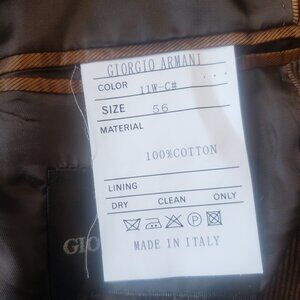 GIORGIO ARMANI
COLOR 11W-C#
SIZE 56
MATERIAL
100%COTTON
LINING
DRY CLEAN ONLY
MADE IN ITALY
GIO